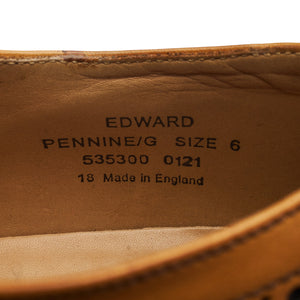 EDWARD
PENNINE/G SIZE 6
535300 0121
18 Made in England